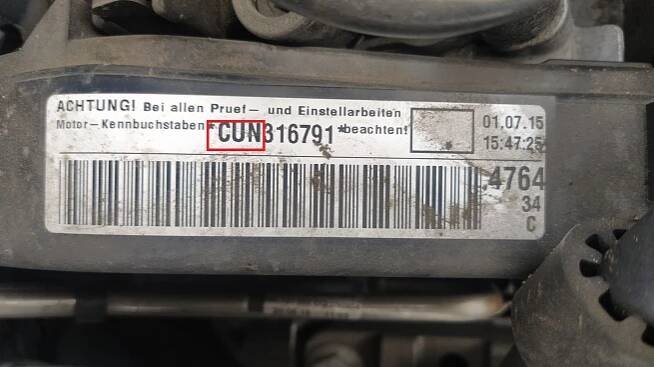 ACHTUNG! Bei allen Pruef- und Einstellarbeiten
Motor-Kennbuchstaben *CUN316791* beachten!
01.07.15
15:47:25
.4764
34
C